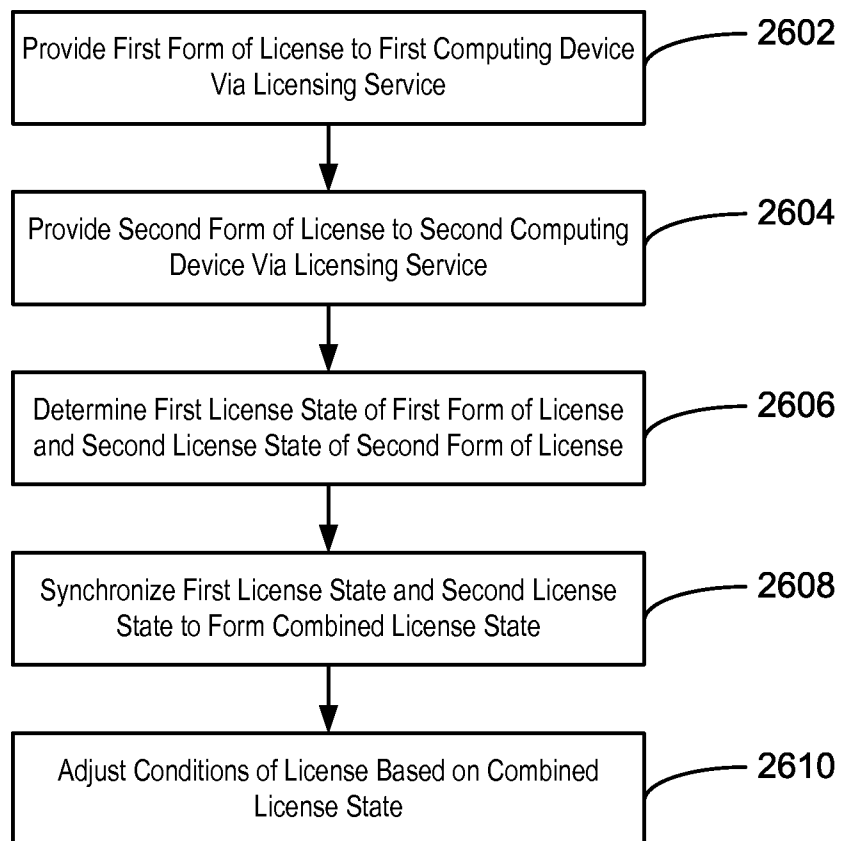 Provide First Form of License to First Computing Device
Via Licensing Service
2602
Provide Second Form of License to Second Computing
Device Via Licensing Service
2604
Determine First License State of First Form of License
and Second License State of Second Form of License
2606
Synchronize First License State and Second License
State to Form Combined License State
2608
Adjust Conditions of License Based on Combined
License State
2610